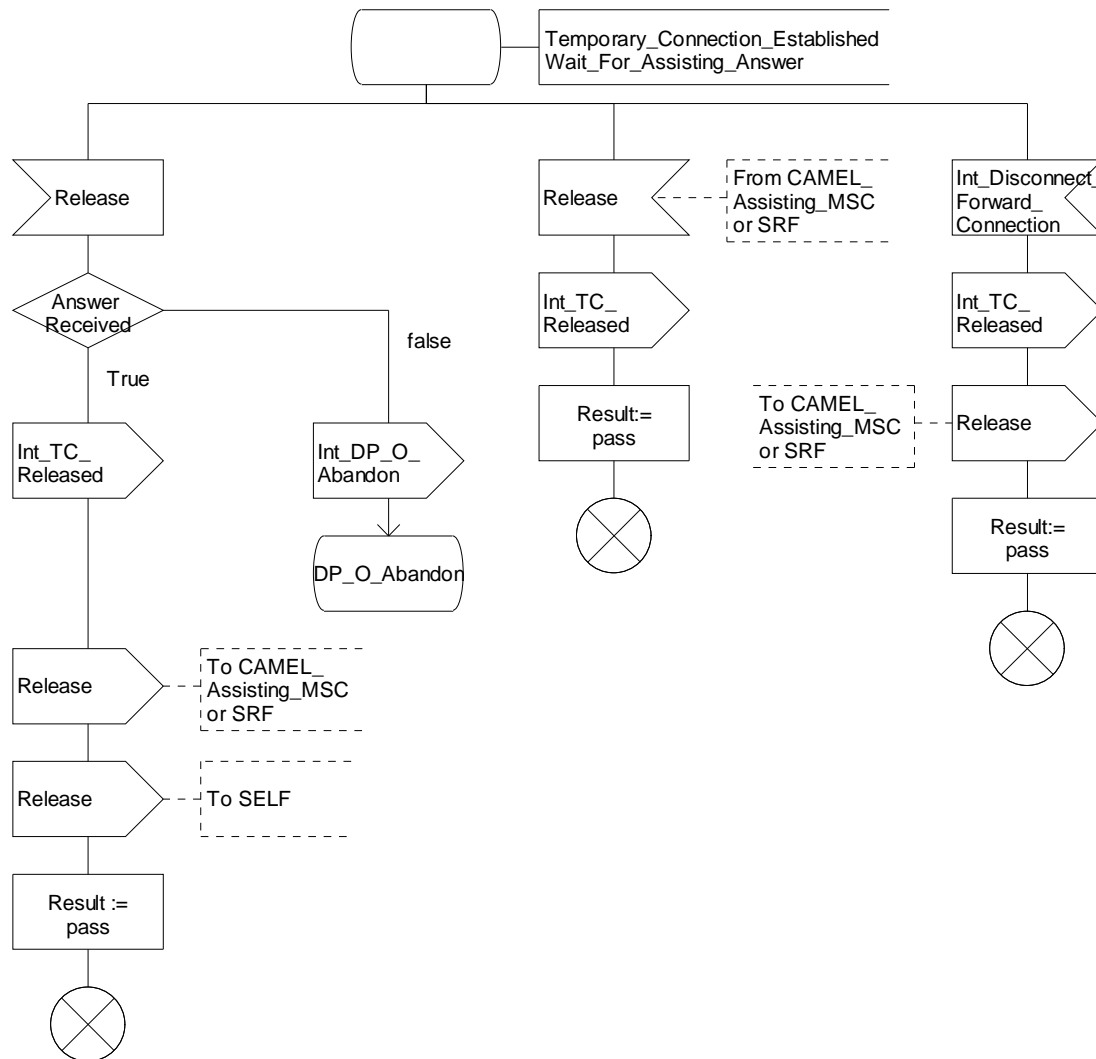 Temporary_Connection_Established
Wait_For_Assisting_Answer
Release
Answer
Received
True
false
Int_TC_
Released
Int_DP_O_
Abandon
DP_O_Abandon
Release
To CAMEL_
Assisting_MSC
or SRF
Release
To SELF
Result :=
pass
Release
From CAMEL_
Assisting_MSC
or SRF
Int_TC_
Released
Result:=
pass
Int_Disconnect_
Forward_
Connection
Int_TC_
Released
To CAMEL_
Assisting_MSC
or SRF
Release
Result:=
pass